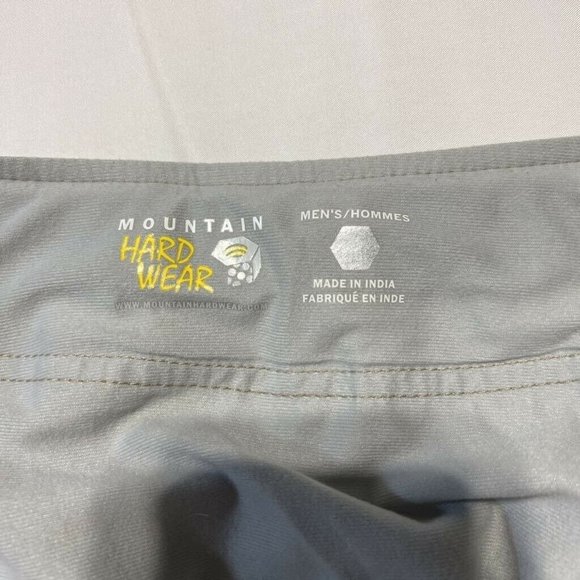 MOUNTAIN
HARD
WEAR
WWW.MOUNTAINHARDWEAR.COM
MEN'S/HOMMES
MADE IN INDIA
FABRIQUÉ EN INDE